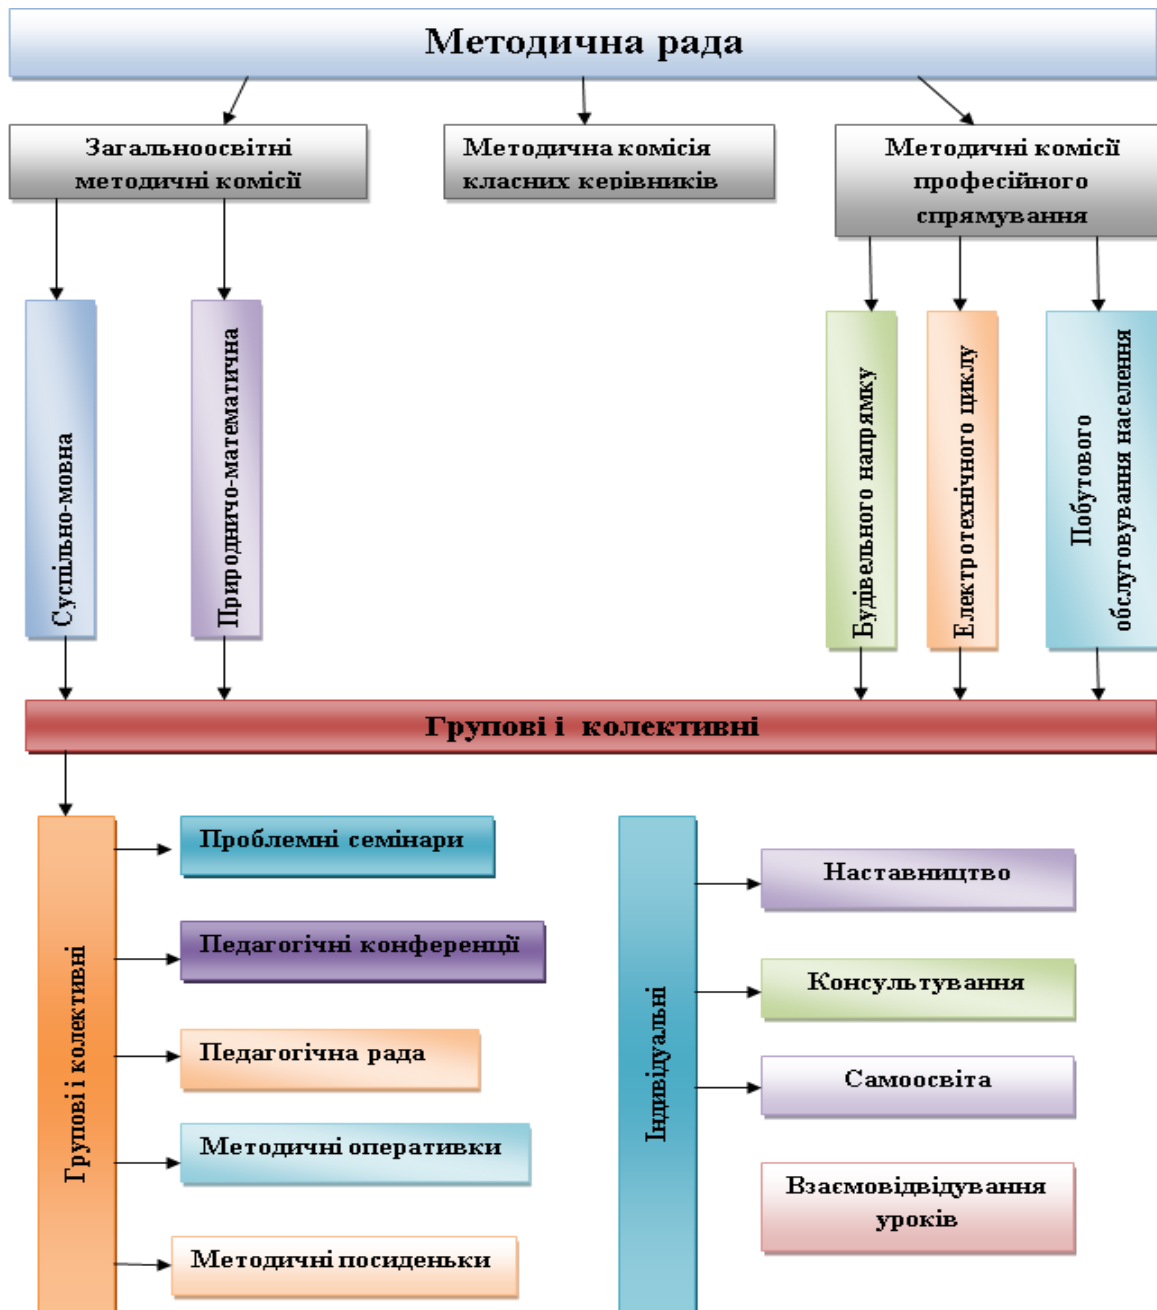 Методична рада
Загальноосвітні
методичні комісії
Методична комісія
класних керівників
Методичні комісії
професійного
спрямування
Суспільно-мовна
Природничо-математична
Будівельного напрямку
Електротехнічного циклу
Побутового
обслуговування населення
Групові і колективні
Групові і колективні
Проблемні семінари
Педагогічні конференції
Педагогічна рада
Методичні оперативки
Методичні посиденьки
Індивідуальні
Наставництво
Консультування
Самоосвіта
Взаємовідвідування
уроків